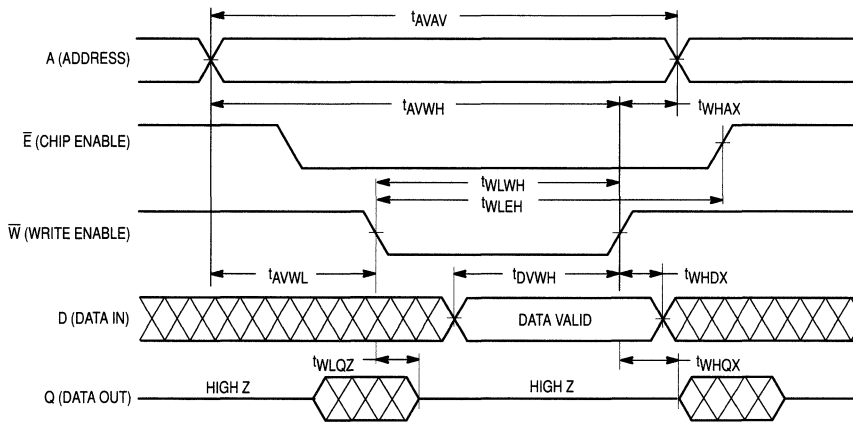 tAVAV
A (ADDRESS)
tAVWH
tWHAX
E̅ (CHIP ENABLE)
tWLWH
tWLEH
W̅ (WRITE ENABLE)
tAVWL
tDVWH
tWHDX
D (DATA IN)
DATA VALID
tWLQZ
tWHQX
Q (DATA OUT)
HIGH Z
HIGH Z